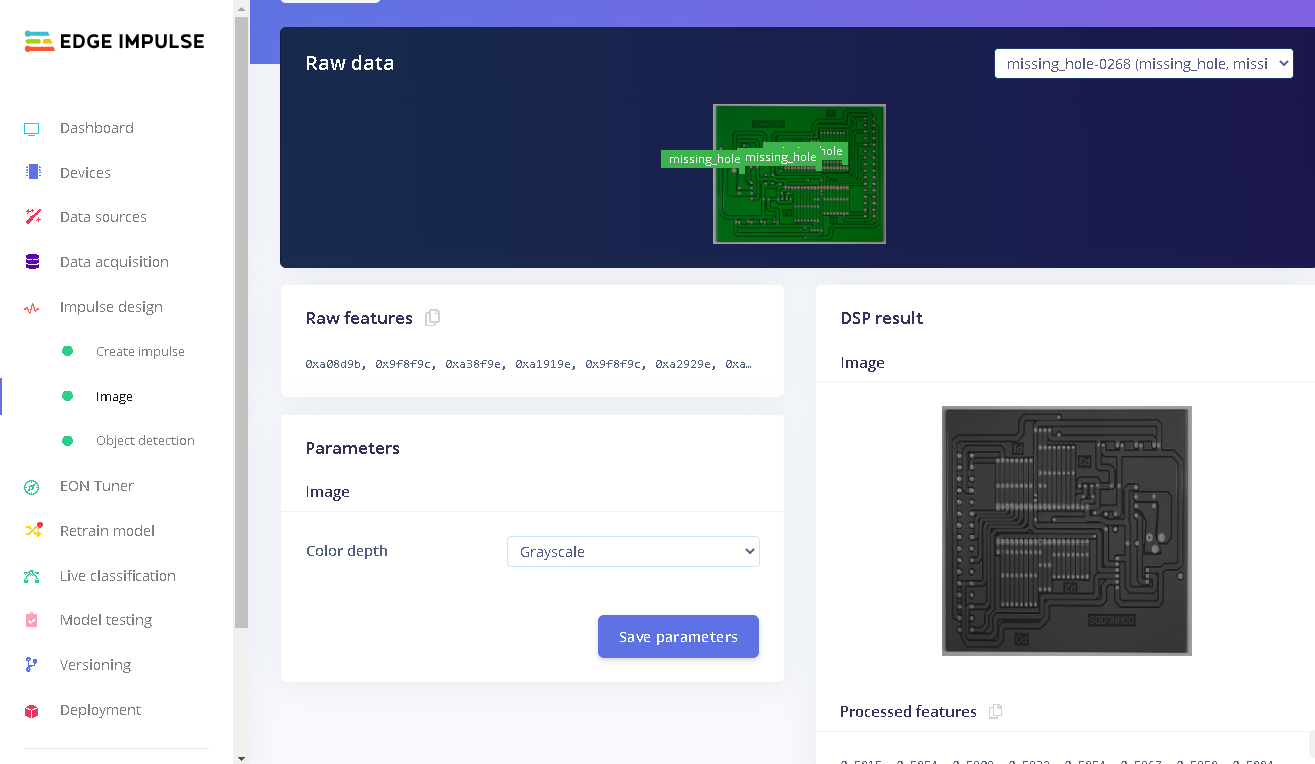 EDGE IMPULSE
Dashboard
Devices
Data sources
Data acquisition
Impulse design
Create impulse
Image
Object detection
EON Tuner
Retrain model
Live classification
Model testing
Versioning
Deployment
Raw data
missing_hole-0268 (missing_hole, missi
missing_hole
missing_hole
hole
Raw features
0xa08d9b, 0x9f8f9c, 0xa38f9e, 0xa1919e, 0x9f8f9c, 0xa2929e, 0xa…
Parameters
Image
Color depth
Grayscale
Save parameters
DSP result
Image
Processed features